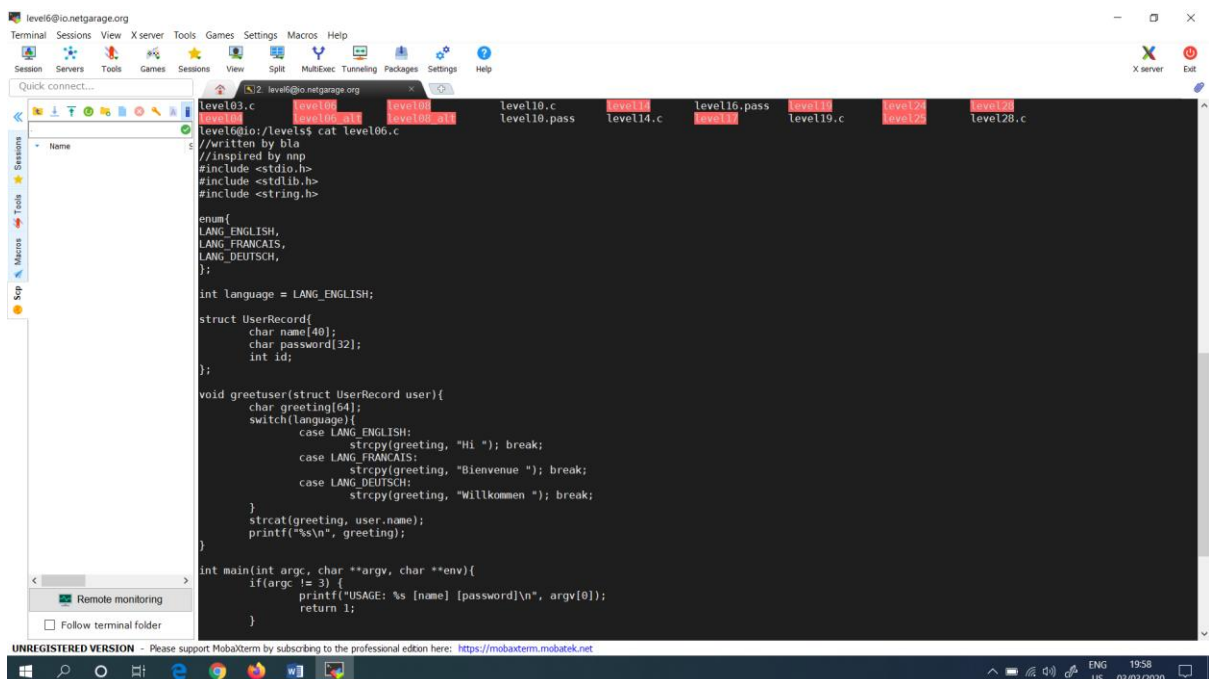 level6@io.netgarage.org
Terminal Sessions View X server Tools Games Settings Macros Help
Session Servers Tools Games Sessions View Split MultiExec Tunneling Packages Settings Help X server Exit
Quick connect...
2. level6@io.netgarage.org
Name
Sessions
Tools
Macros
Scp
level03.c level06 level08 level10.c level14 level16.pass level19 level24 level28
level04 level06_alt level08_alt level10.pass level14.c level17 level19.c level25 level28.c
level6@io:/levels$ cat level06.c
//written by bla
//inspired by nnp
#include <stdio.h>
#include <stdlib.h>
#include <string.h>
enum{
LANG_ENGLISH,
LANG_FRANCAIS,
LANG_DEUTSCH,
};
int language = LANG_ENGLISH;
struct UserRecord{
char name[40];
char password[32];
int id;
};
void greetuser(struct UserRecord user){
char greeting[64];
switch(language){
case LANG_ENGLISH:
strcpy(greeting, "Hi "); break;
case LANG_FRANCAIS:
strcpy(greeting, "Bienvenue "); break;
case LANG_DEUTSCH:
strcpy(greeting, "Willkommen "); break;
}
strcat(greeting, user.name);
printf("%s\n", greeting);
}
int main(int argc, char **argv, char **env){
if(argc != 3) {
printf("USAGE: %s [name] [password]\n", argv[0]);
return 1;
}
Remote monitoring
Follow terminal folder
UNREGISTERED VERSION - Please support MobaXterm by subscribing to the professional edition here: https://mobaxterm.mobatek.net
ENG 19:58
US 03/03/2020